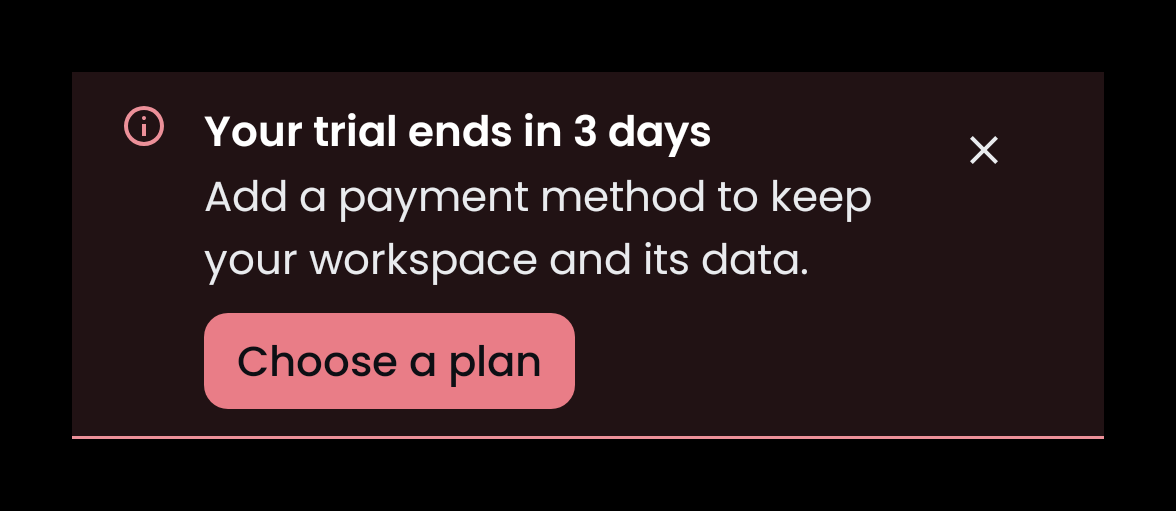 Your trial ends in 3 days
Add a payment method to keep
your workspace and its data.
Choose a plan